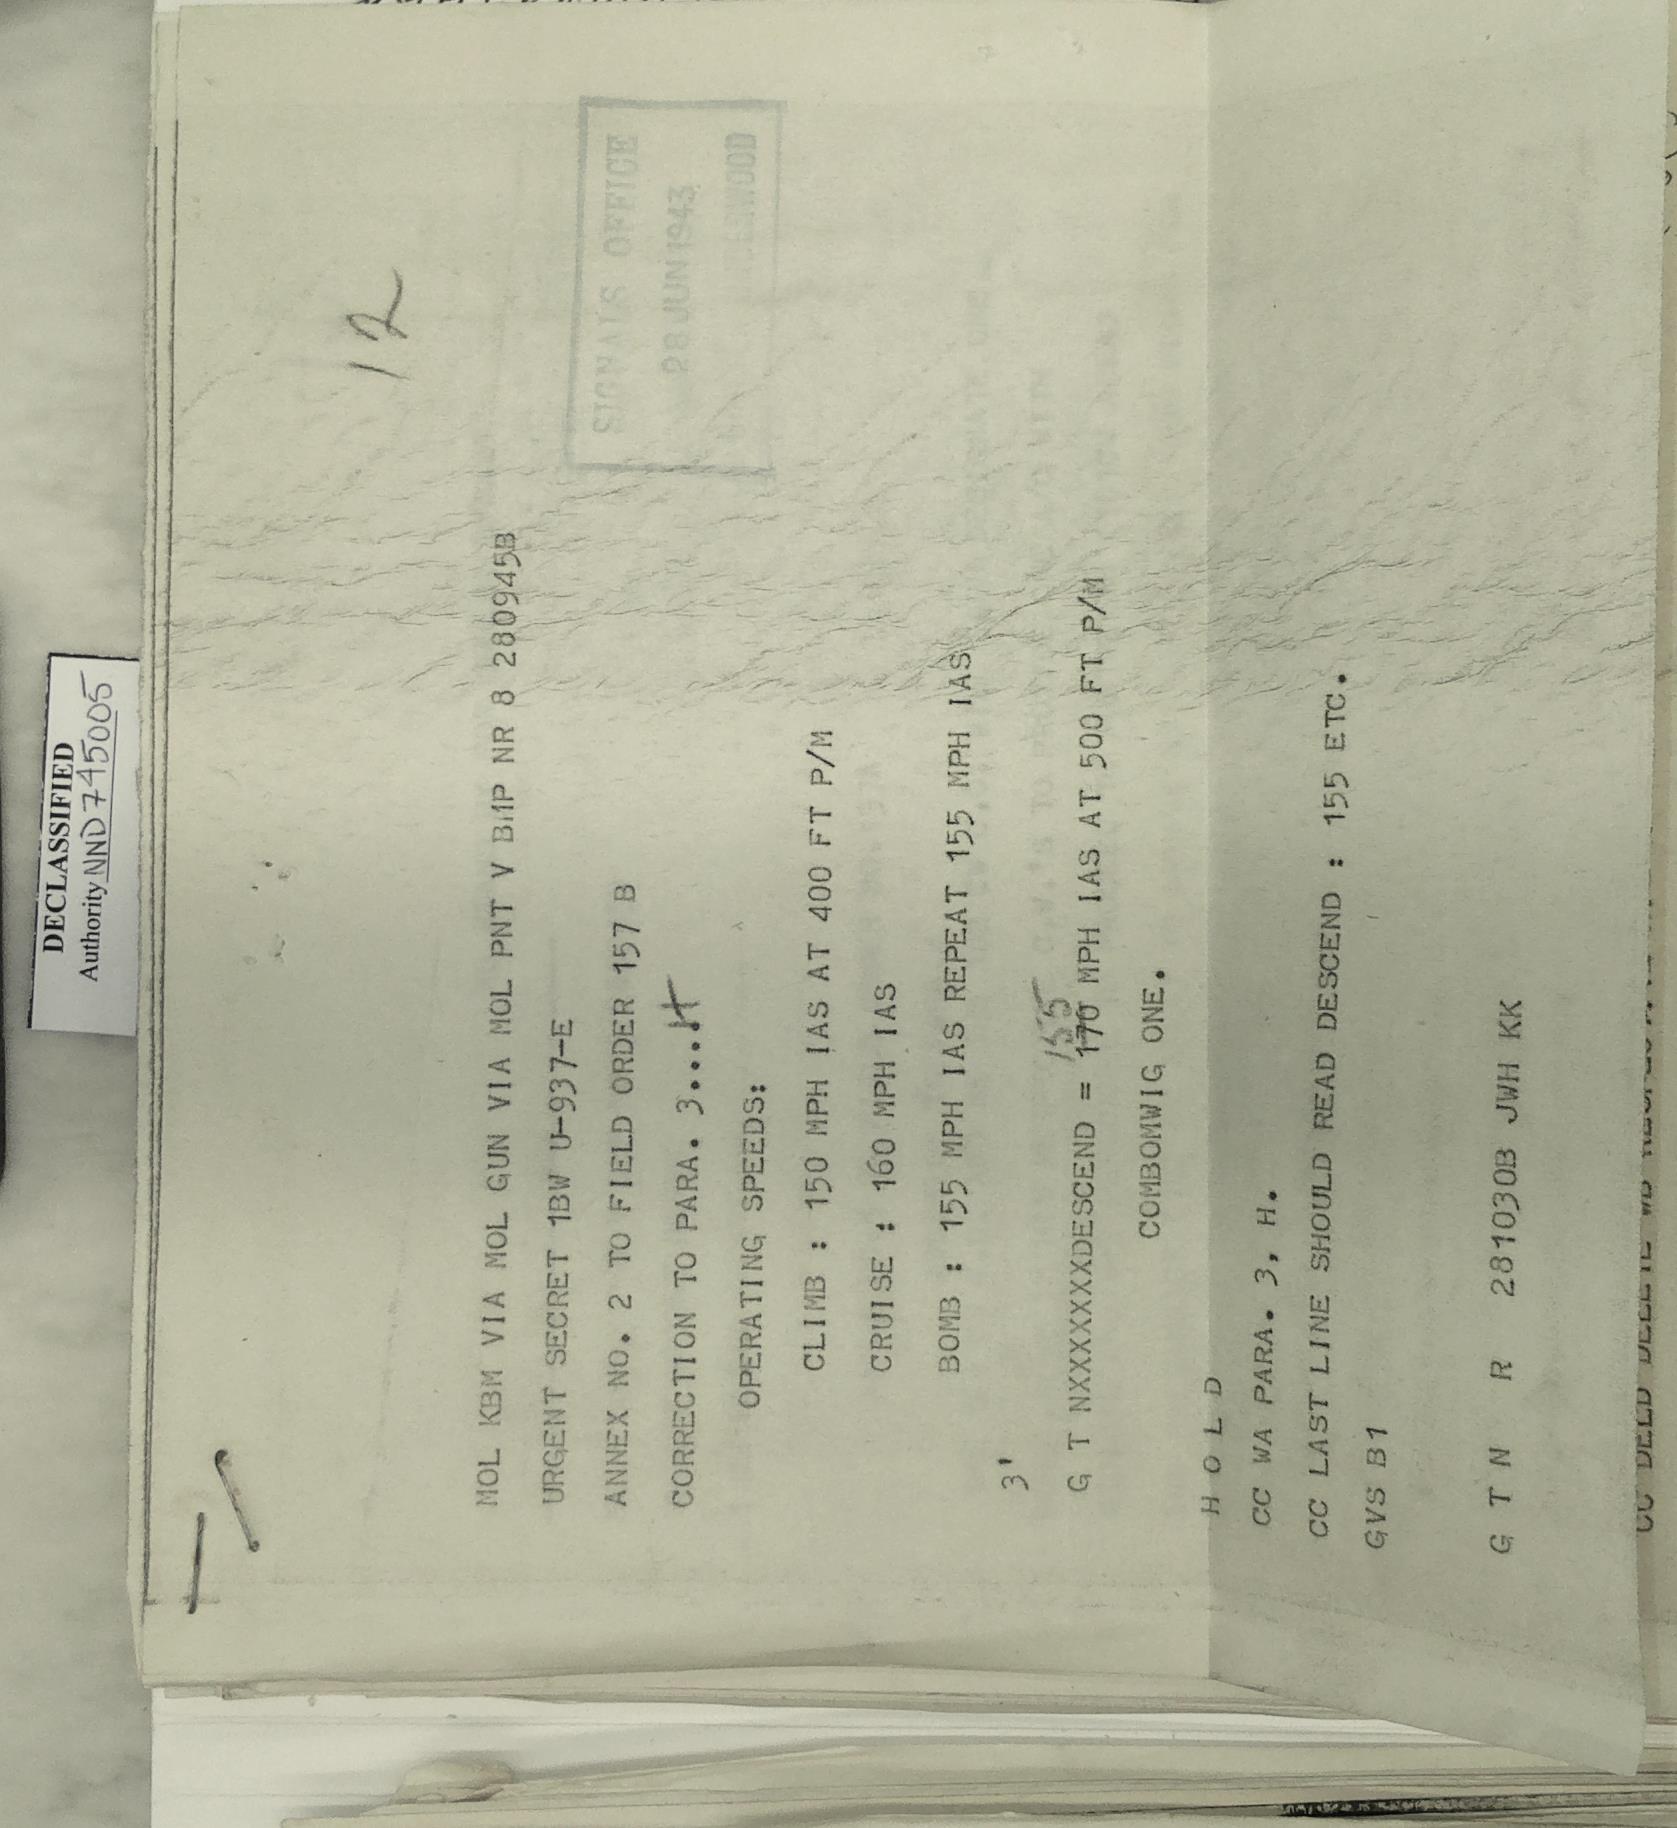 DECLASSIFIED
Authority NND 745005
12
SIGNALS OFFICE
28 JUN 1943
MOL KBM VIA MOL GUN VIA MOL PNT V BMP NR 8 280945B
URGENT SECRET 1BW U-937-E
ANNEX NO. 2 TO FIELD ORDER 157 B
CORRECTION TO PARA. 3....H
OPERATING SPEEDS:
CLIMB : 150 MPH IAS AT 400 FT P/M
CRUISE : 160 MPH IAS
BOMB : 155 MPH IAS REPEAT 155 MPH IAS
3'
155
G T NXXXXXXXDESCEND = 170 MPH IAS AT 500 FT P/M
COMBOMWIG ONE.
H O L D
CC WA PARA. 3, H.
CC LAST LINE SHOULD READ DESCEND : 155 ETC.
GVS B1
G T N R 281030B JWH KK